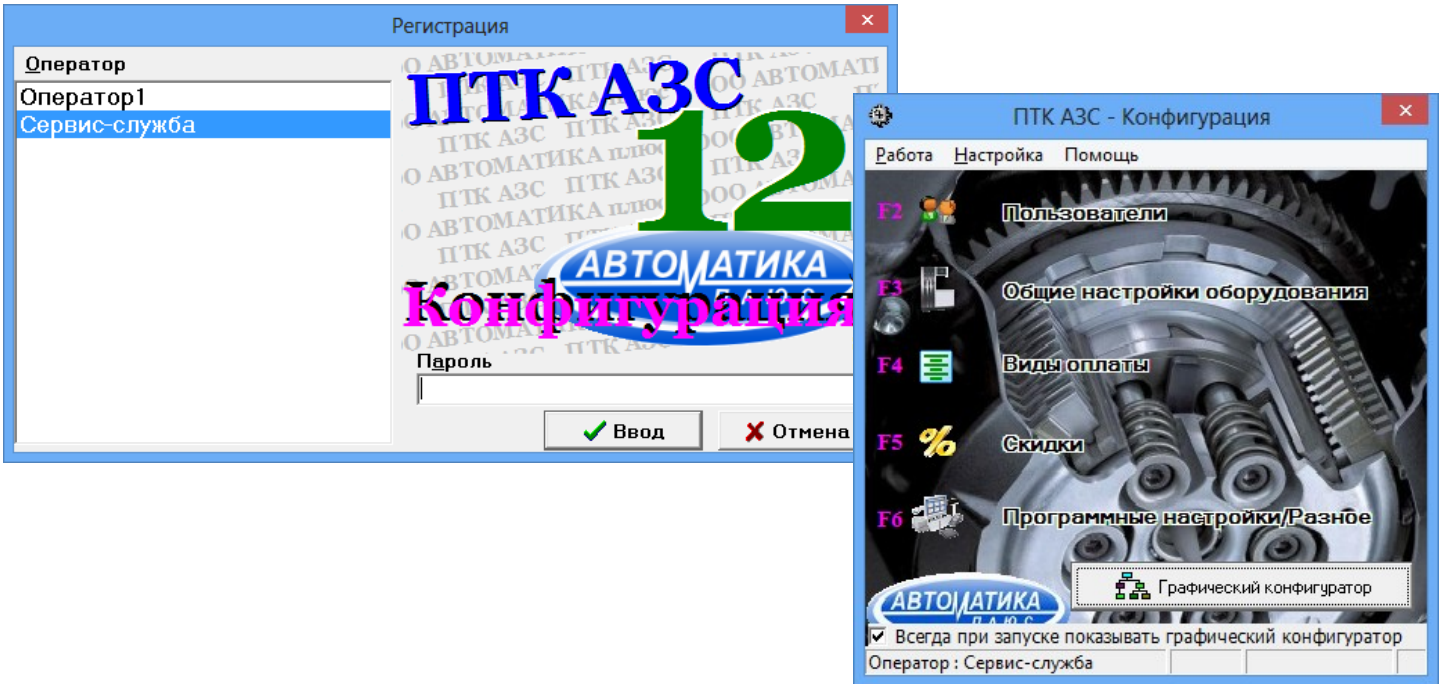 Регистрация
Оператор
Оператор1
Сервис-служба
ПТК АЗС
12
АВТОМАТИКА
ПЛЮС
Конфигурация
Пароль
Ввод
Отмена
ПТК АЗС - Конфигурация
Работа Настройка Помощь
F2 Пользователи
F3 Общие настройки оборудования
F4 Виды оплаты
F5 Скидки
F6 Программные настройки/Разное
Графический конфигуратор
АВТОМАТИКА
ПЛЮС
Всегда при запуске показывать графический конфигуратор
Оператор : Сервис-служба